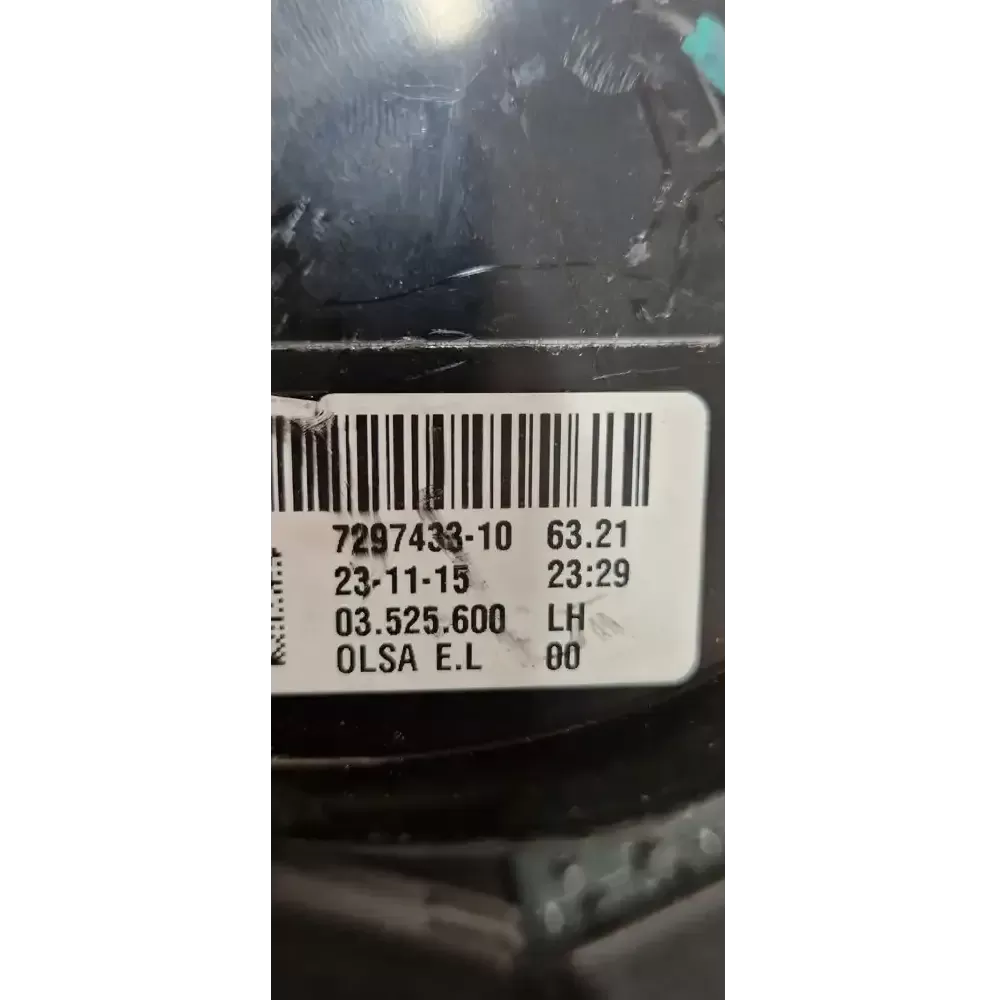 7297433-10 63.21
23-11-15 23:29
03.525.600 LH
OLSA E.L 00